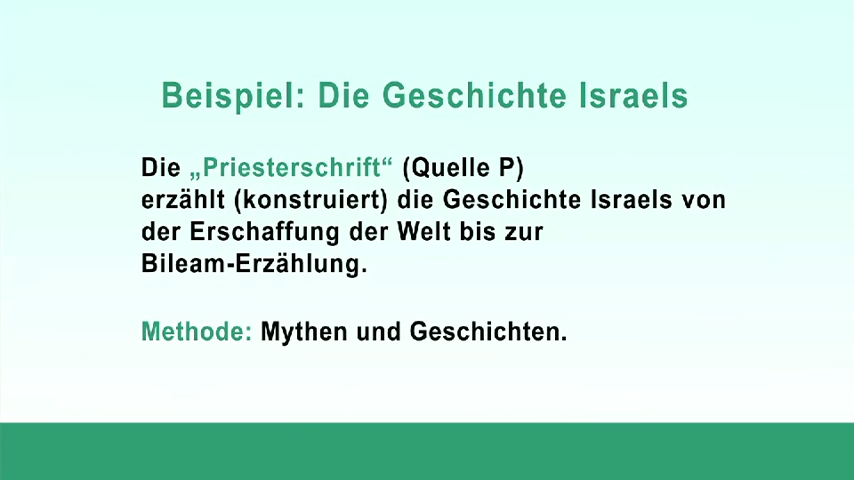 Beispiel: Die Geschichte Israels
Die „Priesterschrift“ (Quelle P)
erzählt (konstruiert) die Geschichte Israels von
der Erschaffung der Welt bis zur
Bileam-Erzählung.
Methode: Mythen und Geschichten.